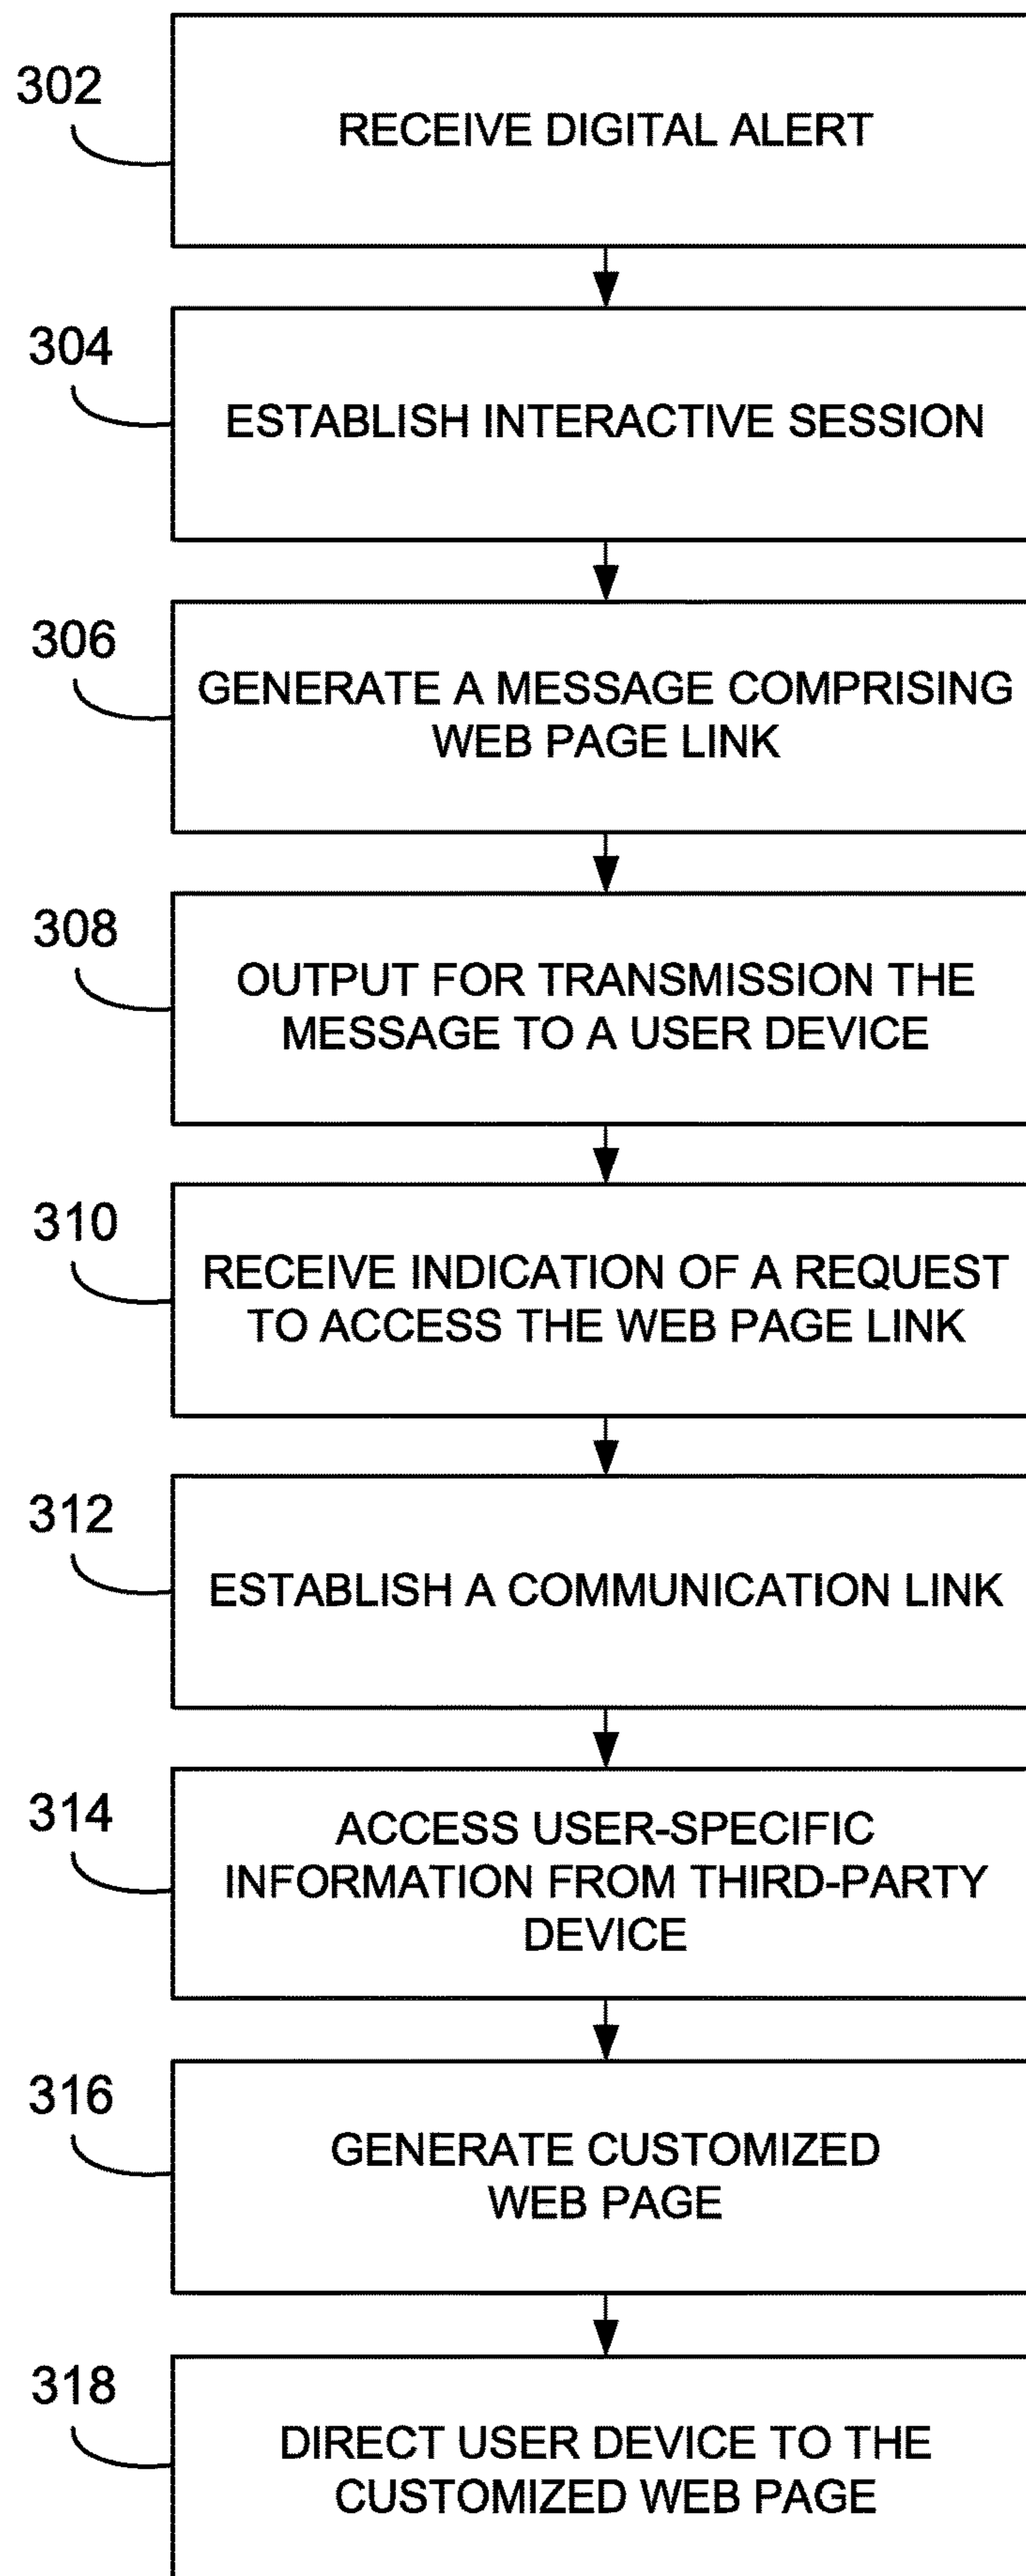 302
RECEIVE DIGITAL ALERT
304
ESTABLISH INTERACTIVE SESSION
306
GENERATE A MESSAGE COMPRISING
WEB PAGE LINK
308
OUTPUT FOR TRANSMISSION THE
MESSAGE TO A USER DEVICE
310
RECEIVE INDICATION OF A REQUEST
TO ACCESS THE WEB PAGE LINK
312
ESTABLISH A COMMUNICATION LINK
314
ACCESS USER-SPECIFIC
INFORMATION FROM THIRD-PARTY
DEVICE
316
GENERATE CUSTOMIZED
WEB PAGE
318
DIRECT USER DEVICE TO THE
CUSTOMIZED WEB PAGE